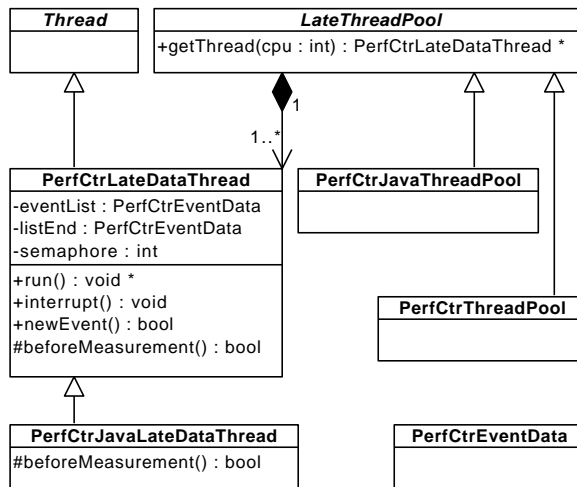 Thread
LateThreadPool
+getThread(cpu : int) : PerfCtrLateDataThread *
1
1..*
PerfCtrLateDataThread
-eventList : PerfCtrEventData
-listEnd : PerfCtrEventData
-semaphore : int
+run() : void *
+interrupt() : void
+newEvent() : bool
#beforeMeasurement() : bool
PerfCtrJavaThreadPool
PerfCtrThreadPool
PerfCtrJavaLateDataThread
#beforeMeasurement() : bool
PerfCtrEventData